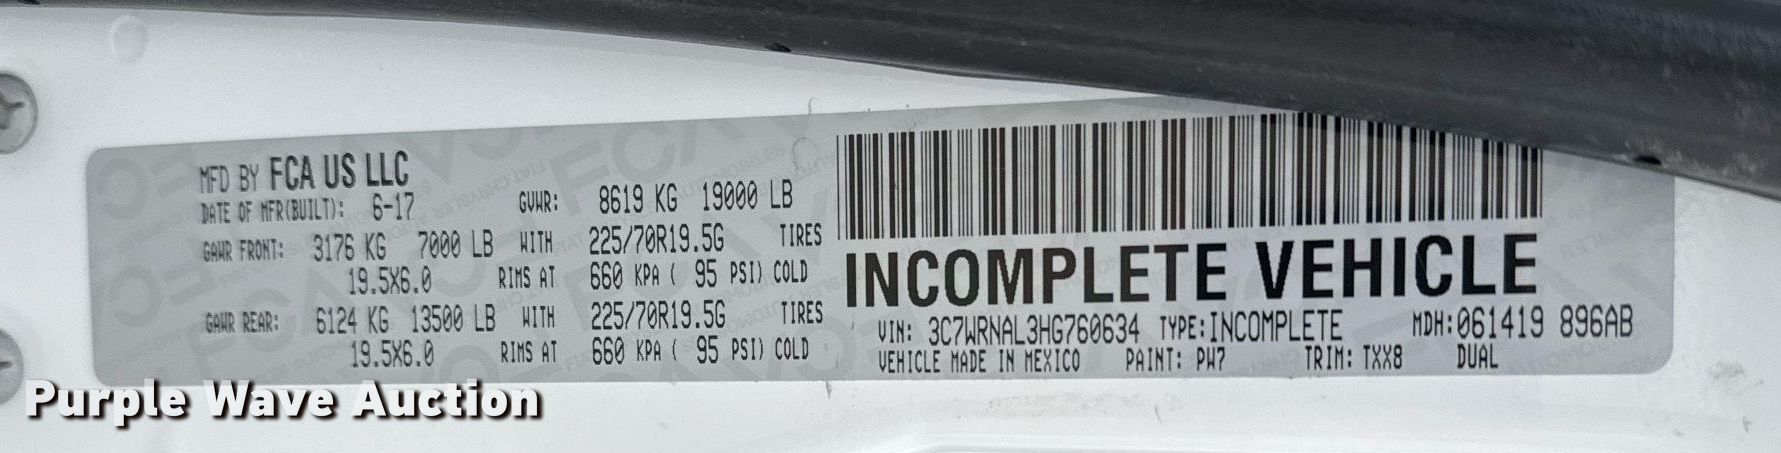 MFD BY FCA US LLC
DATE OF MFR(BUILT): 6-17 GVWR: 8619 KG 19000 LB
GAWR FRONT: 3176 KG 7000 LB WITH 225/70R19.5G TIRES
19.5X6.0 RIMS AT 660 KPA ( 95 PSI) COLD
GAWR REAR: 6124 KG 13500 LB WITH 225/70R19.5G TIRES
19.5X6.0 RIMS AT 660 KPA ( 95 PSI) COLD
INCOMPLETE VEHICLE
VIN: 3C7WRNAL3HG760634 TYPE:INCOMPLETE MDH:061419 896AB
VEHICLE MADE IN MEXICO PAINT: PW7 TRIM: TXX8 DUAL
Purple Wave Auction